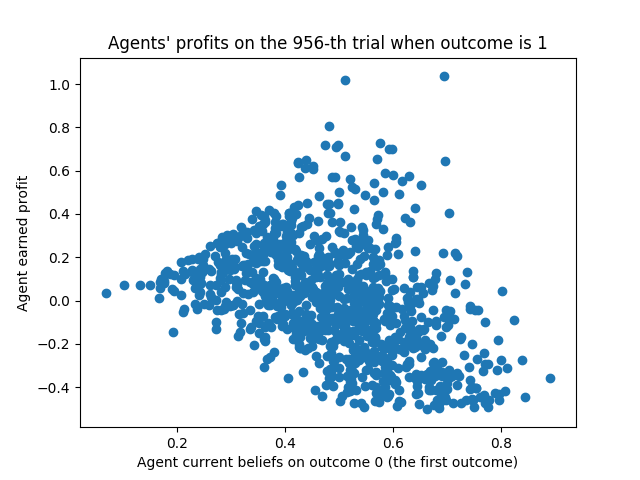 Agents' profits on the 956-th trial when outcome is 1
1.0
0.8
0.6
0.4
0.2
0.0
−0.2
−0.4
Agent earned profit
0.2 0.4 0.6 0.8
Agent current beliefs on outcome 0 (the first outcome)